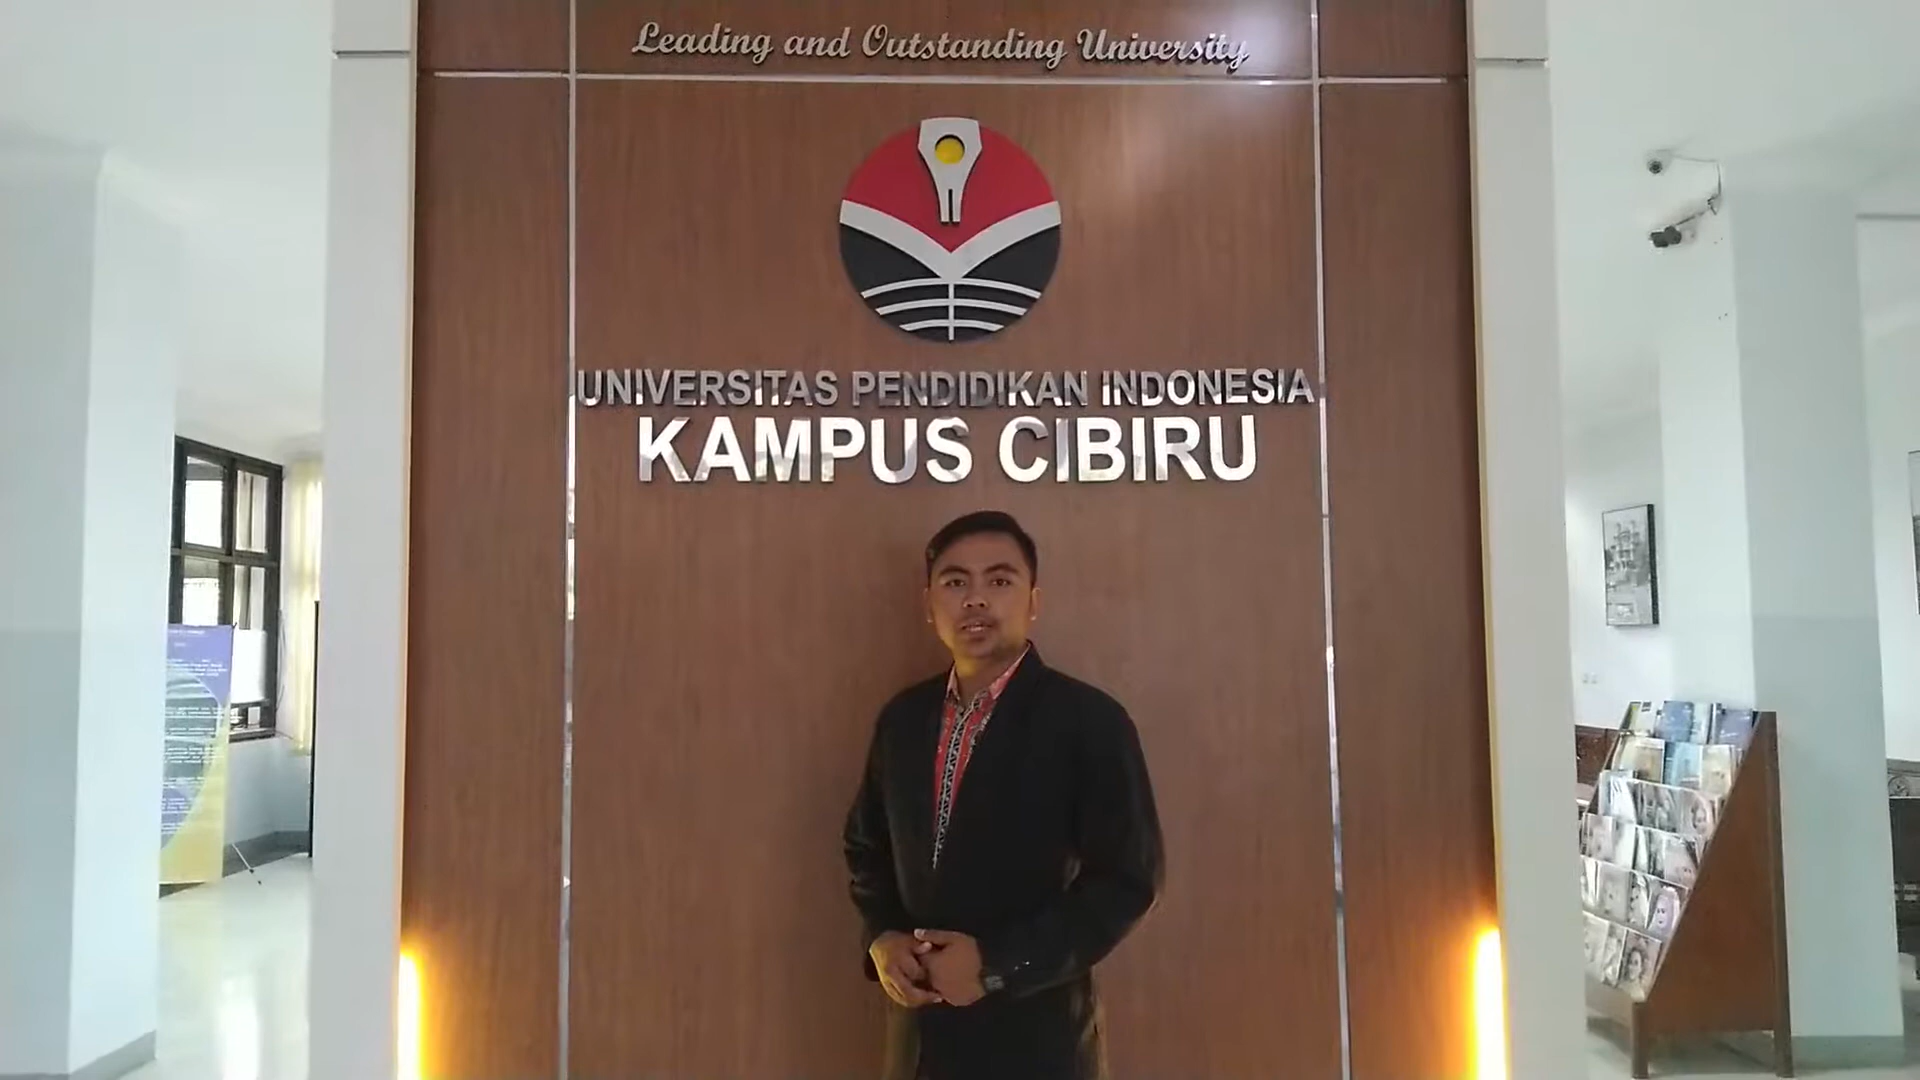 Leading and Outstanding University
UNIVERSITAS PENDIDIKAN INDONESIA
KAMPUS CIBIRU